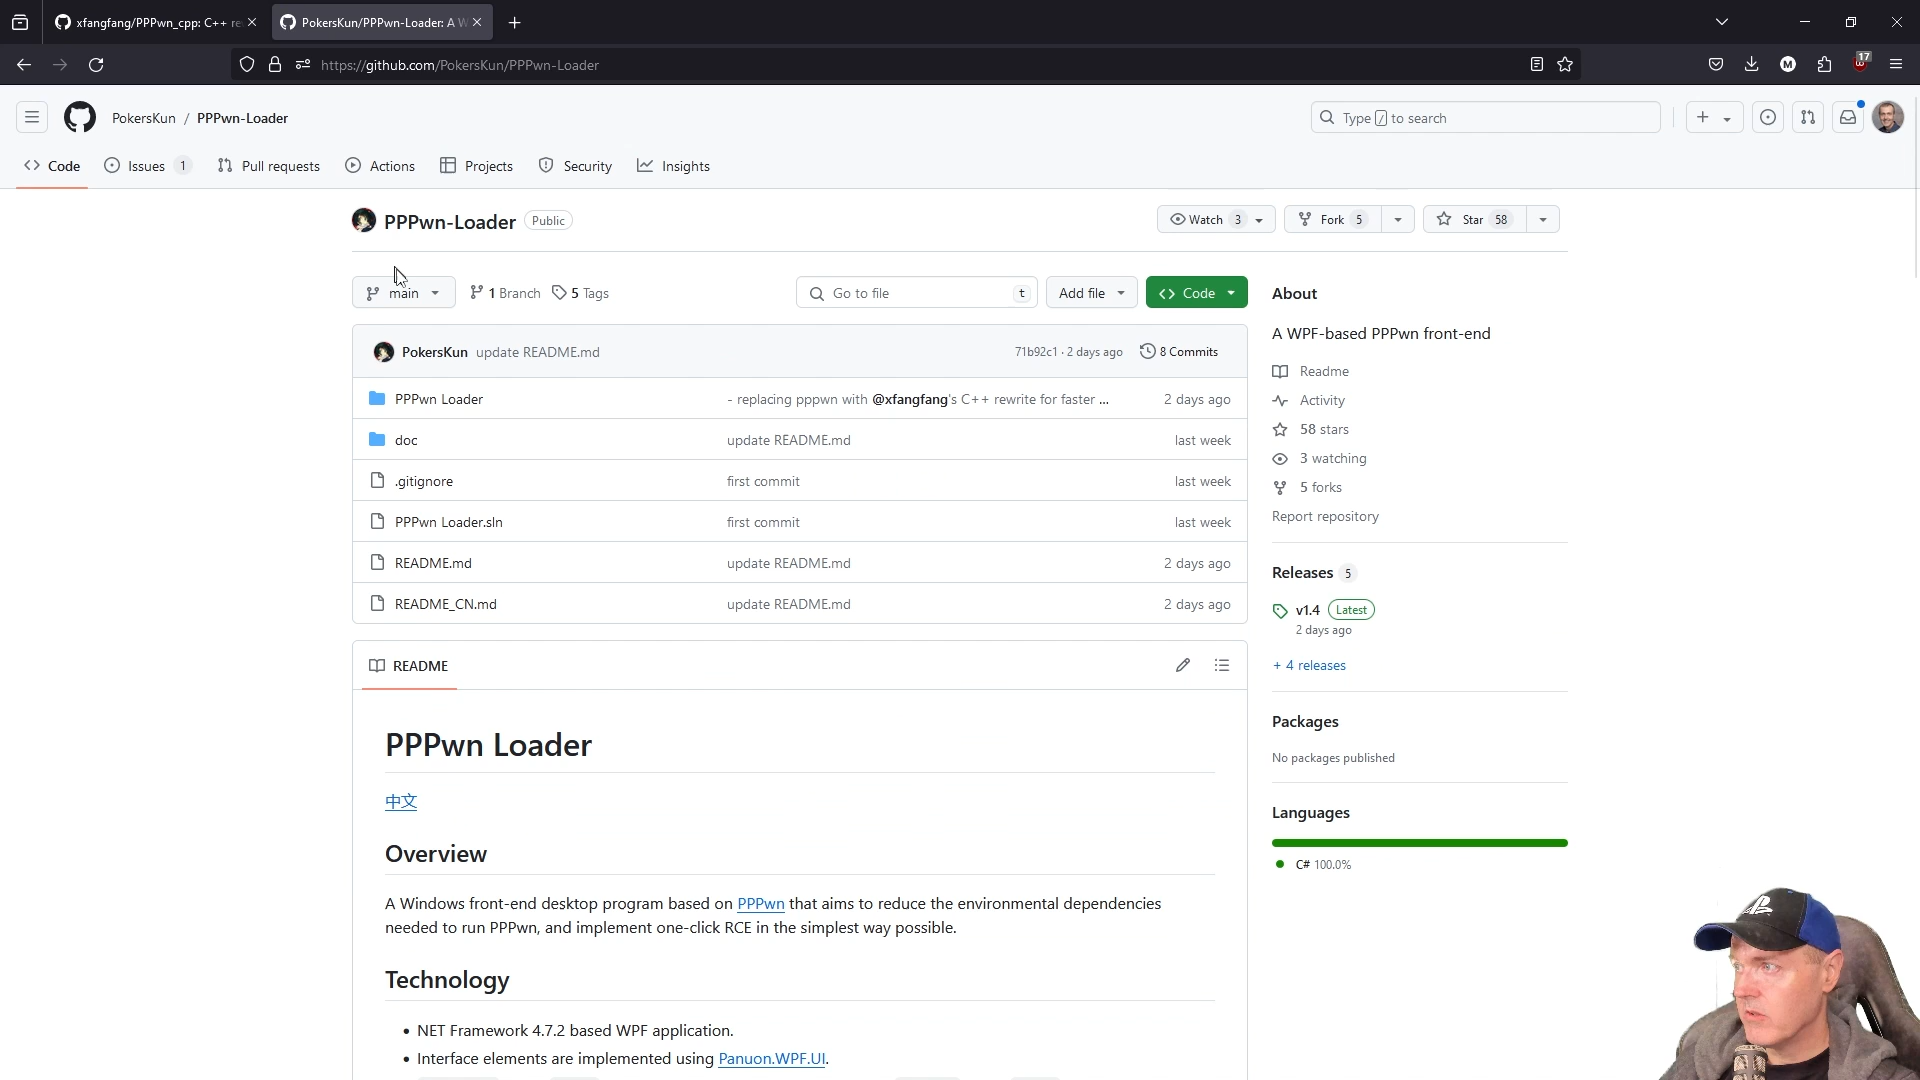 xfangfang/PPPwn_cpp: C++ re
PokersKun/PPPwn-Loader: A W
https://github.com/PokersKun/PPPwn-Loader
17
M
PokersKun / PPPwn-Loader
Type / to search
Code
Issues 1
Pull requests
Actions
Projects
Security
Insights
PPPwn-Loader Public
Watch 3
Fork 5
Star 58
main
1 Branch
5 Tags
Go to file t
Add file
Code
PokersKun update README.md 71b92c1 · 2 days ago 8 Commits
PPPwn Loader - replacing pppwn with @xfangfang's C++ rewrite for faster ... 2 days ago
doc update README.md last week
.gitignore first commit last week
PPPwn Loader.sln first commit last week
README.md update README.md 2 days ago
README_CN.md update README.md 2 days ago
README
PPPwn Loader
中文
Overview
A Windows front-end desktop program based on PPPwn that aims to reduce the environmental dependencies
needed to run PPPwn, and implement one-click RCE in the simplest way possible.
Technology
• NET Framework 4.7.2 based WPF application.
• Interface elements are implemented using Panuon.WPF.UI.
About
A WPF-based PPPwn front-end
Readme
Activity
58 stars
3 watching
5 forks
Report repository
Releases 5
v1.4 Latest
2 days ago
+ 4 releases
Packages
No packages published
Languages
C# 100.0%